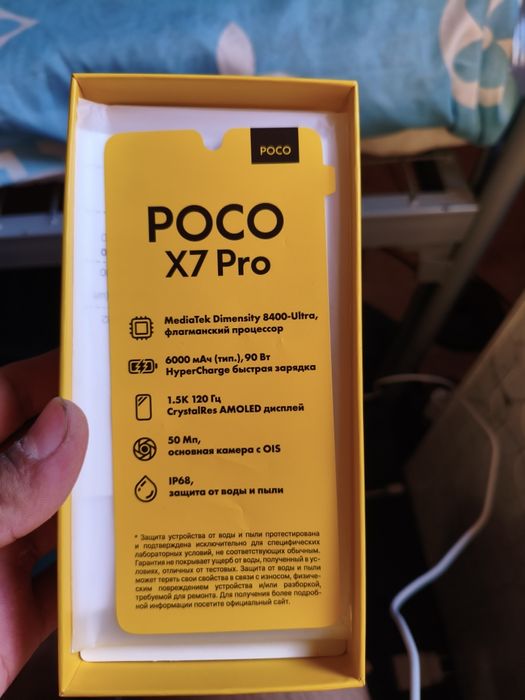 POCO
POCO
X7 Pro
MediaTek Dimensity 8400-Ultra,
флагманский процессор
6000 мАч (тип.), 90 Вт
HyperCharge быстрая зарядка
1.5K 120 Гц
CrystalRes AMOLED дисплей
50 Мп,
основная камера с OIS
IP68,
защита от воды и пыли
* Защита устройства от воды и пыли протестирована
и подтверждена исключительно для специфических
лабораторных условий, не соответствующих обычным.
Гарантия не покрывает ущерб от воды, полученный в ус-
ловиях, отличных от тестовых. Защита от воды и пыли
может терять свои свойства в связи с износом, физиче-
ским повреждением устройства и/или разборкой,
требуемой для ремонта. Для получения более подроб-
ной информации посетите официальный сайт.